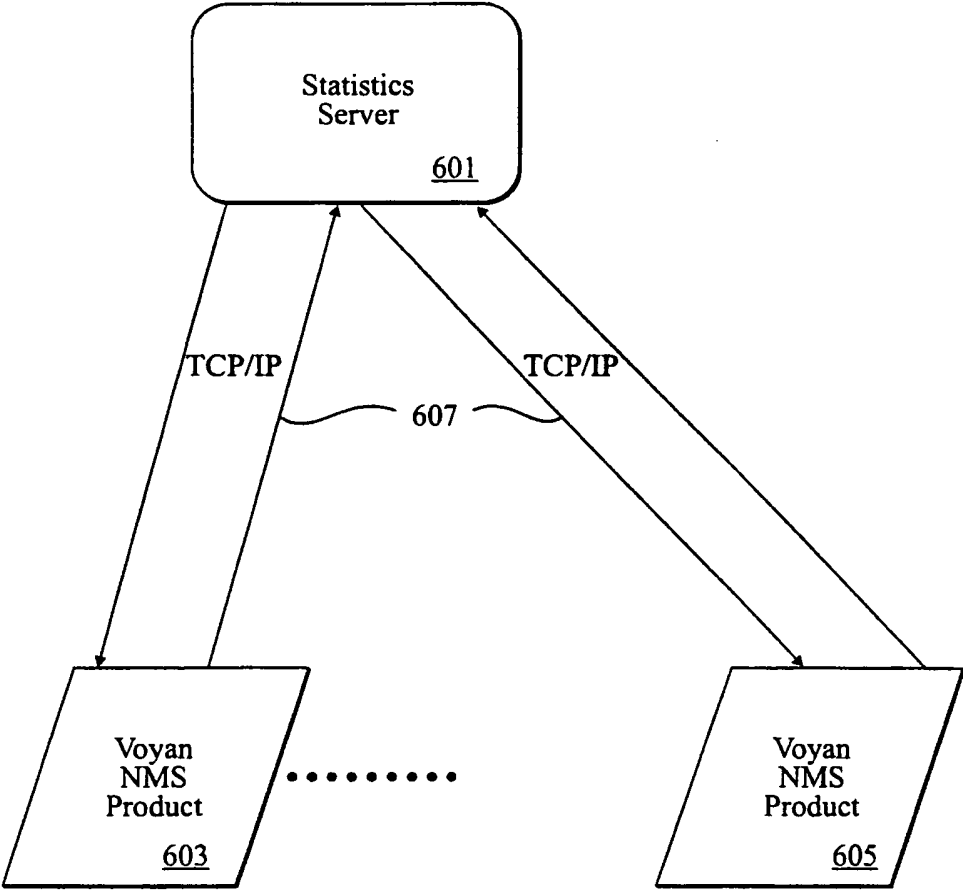 Statistics
Server
601
TCP/IP
TCP/IP
607
Voyan
NMS
Product
603
Voyan
NMS
Product
605